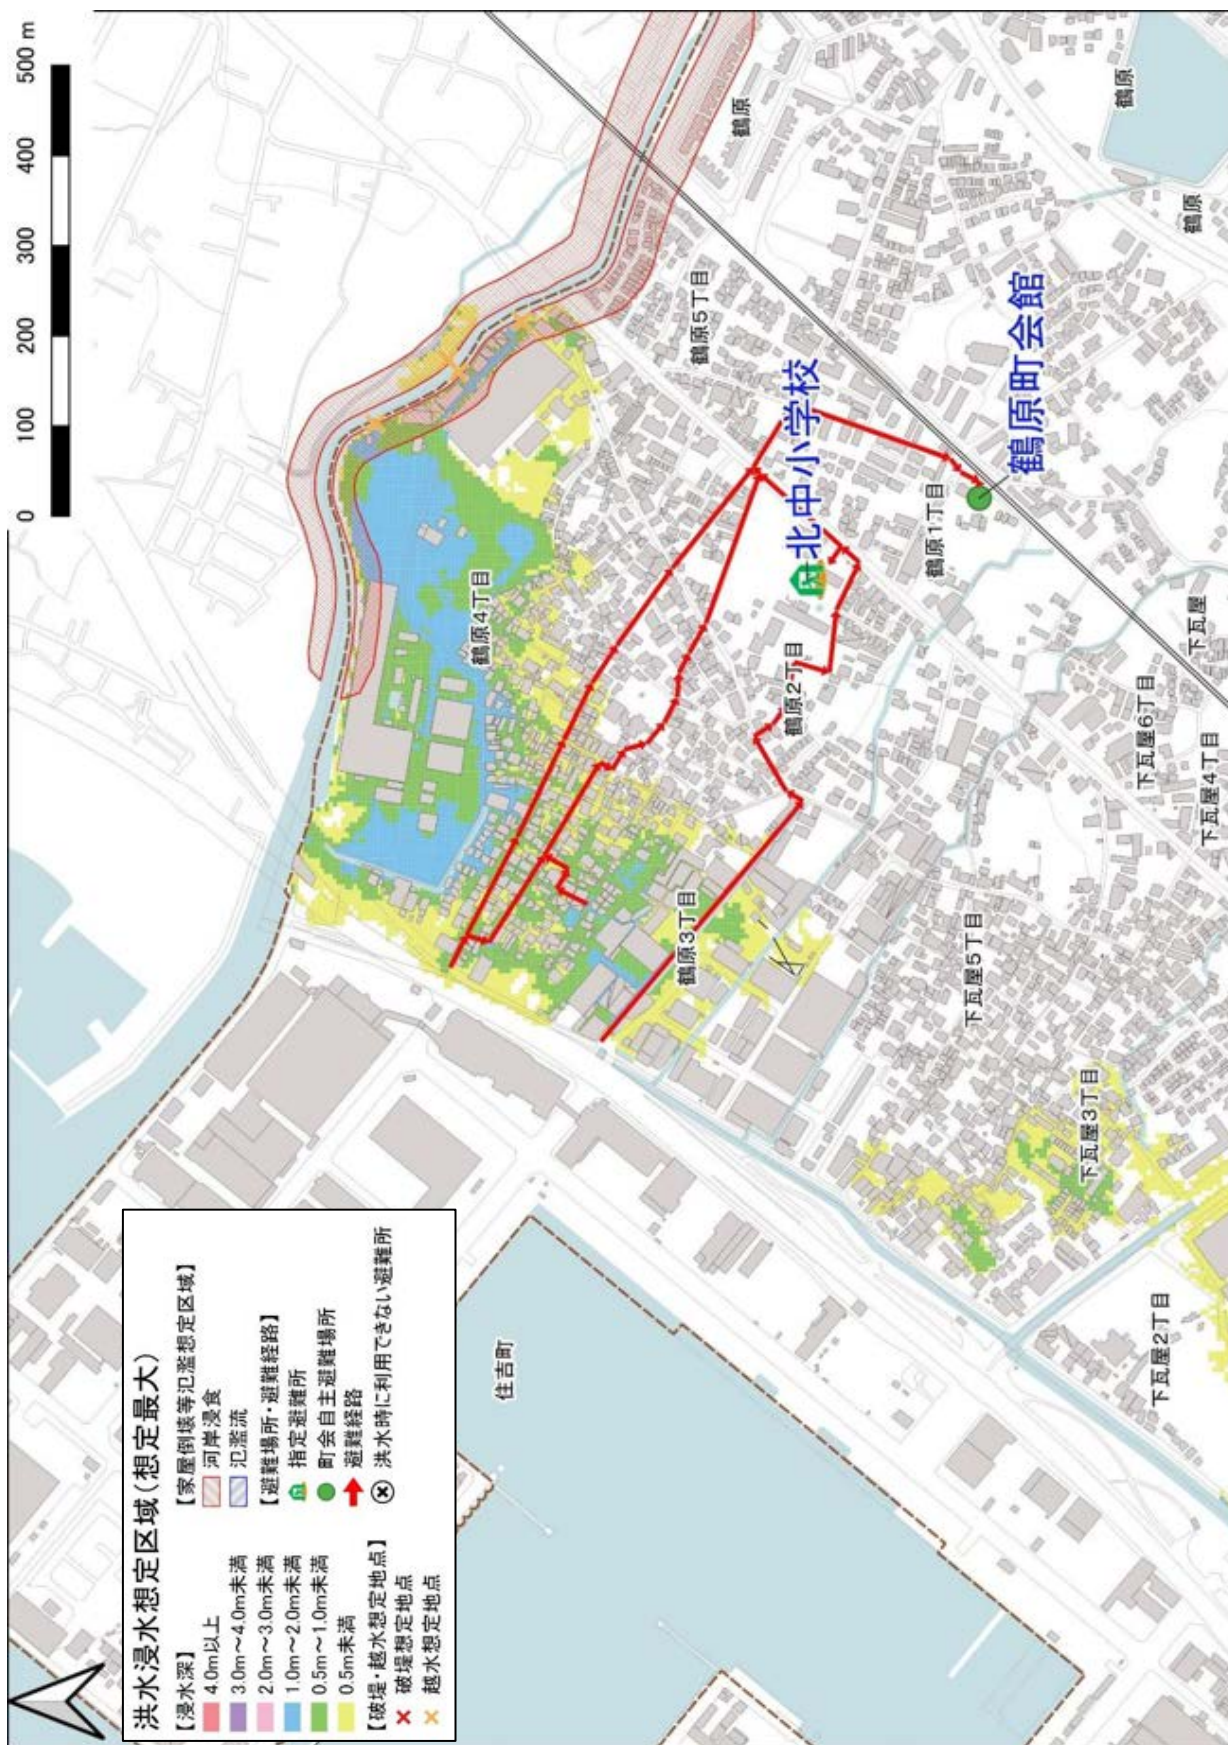 洪水浸水想定区域(想定最大)
【浸水深】
4.0m以上
3.0m～4.0m未満
2.0m～3.0m未満
1.0m～2.0m未満
0.5m～1.0m未満
0.5m未満
【破堤・越水想定地点】
破堤想定地点
越水想定地点
【家屋倒壊等氾濫想定区域】
河岸浸食
氾濫流
【避難場所・避難経路】
指定避難所
町会自主避難場所
避難経路
洪水時に利用できない避難所
0 100 200 300 400 500 m
鶴原4丁目
鶴原5丁目
鶴原
鶴原
鶴原
北中小学校
鶴原町会館
鶴原1丁目
鶴原2丁目
鶴原3丁目
住吉町
下瓦屋5丁目
下瓦屋6丁目
下瓦屋
下瓦屋4丁目
下瓦屋3丁目
下瓦屋2丁目